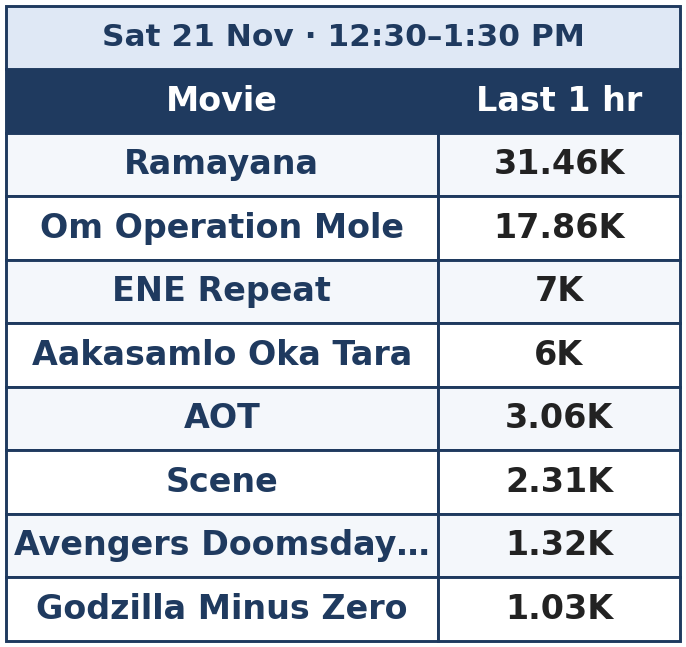 Sat 21 Nov · 12:30–1:30 PM
Movie Last 1 hr
Ramayana 31.46K
Om Operation Mole 17.86K
ENE Repeat 7K
Aakasamlo Oka Tara 6K
AOT 3.06K
Scene 2.31K
Avengers Doomsday... 1.32K
Godzilla Minus Zero 1.03K